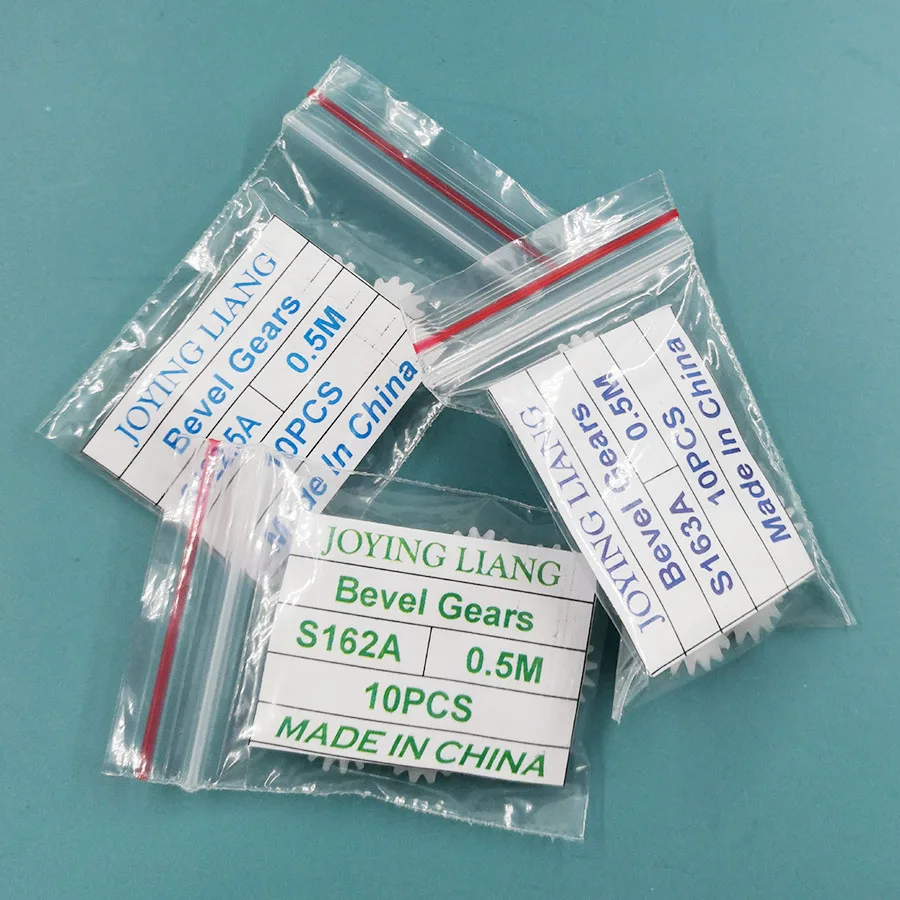 JOYING LIANG
Bevel Gears
0.5M
10PCS
Made In China
JOYING LIANG
Bevel Gears
S163A 0.5M
10PCS
Made In China
JOYING LIANG
Bevel Gears
S162A 0.5M
10PCS
MADE IN CHINA